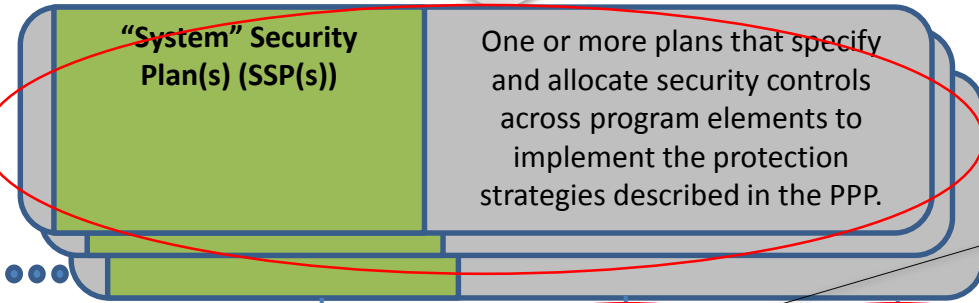 “System” Security
Plan(s) (SSP(s))
One or more plans that specify
and allocate security controls
across program elements to
implement the protection
strategies described in the PPP.